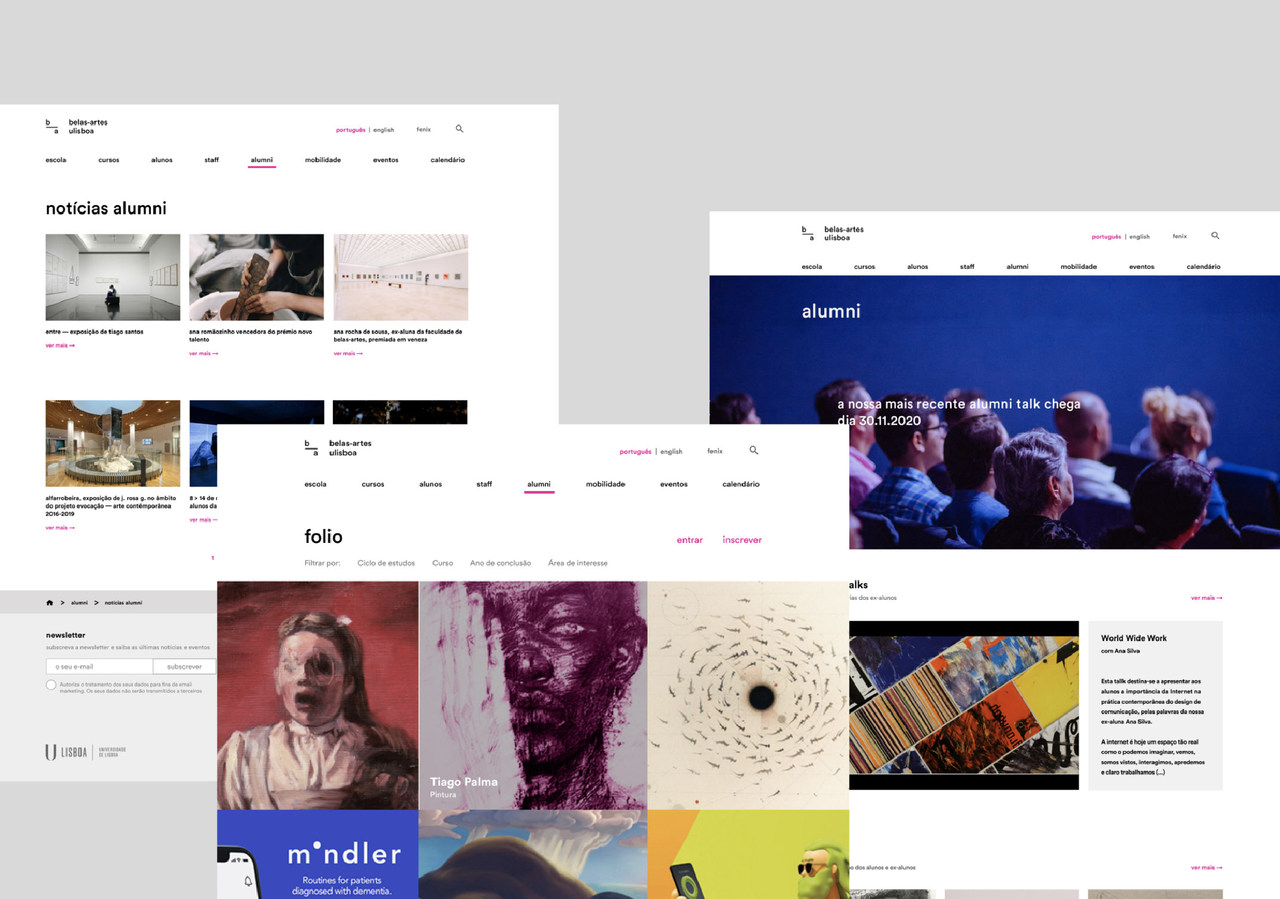 b
a
belas-artes
ulisboa
português | english
fenix
escola
cursos
alunos
staff
alumni
mobilidade
eventos
calendário
notícias alumni
entre — exposição de tiago santos
ver mais →
ana romãozinho vencedora do prémio novo
talento
ver mais →
ana rocha de sousa, ex-aluna da faculdade de
belas-artes, premiada em veneza
ver mais →
alfarrobeira, exposição de j. rosa g. no âmbito
do projeto evocação — arte contemporânea
2016-2019
ver mais →
8 > 14 de
alunos da
ver mais
1
> alumni > notícias alumni
newsletter
subscreva a newsletter e saiba as últimas notícias e eventos
o seu e-mail
subscrever
Autorizo o tratamento dos seus dados para fins de email
marketing. Os seus dados não serão transmitidos a terceiros
U LISBOA
UNIVERSIDADE
DE LISBOA
b
a
belas-artes
ulisboa
português | english
fenix
escola
cursos
alunos
staff
alumni
mobilidade
eventos
calendário
folio
entrar
inscrever
Filtrar por:
Ciclo de estudos
Curso
Ano de conclusão
Área de interesse
Tiago Palma
Pintura
mindler
Routines for patients
diagnosed with dementia.
b
a
belas-artes
ulisboa
português | english
fenix
escola
cursos
alunos
staff
alumni
mobilidade
eventos
calendário
alumni
a nossa mais recente alumni talk chega
dia 30.11.2020
alks
ias dos ex-alunos
ver mais →
World Wide Work
com Ana Silva
Esta tallk destina-se a apresentar aos
alunos a importância da Internet na
prática contemporânea do design de
comunicação, pelas palavras da nossa
ex-aluna Ana Silva.
A internet é hoje um espaço tão real
como o podemos imaginar, vemos,
somos vistos, interagimos, apredemos
e claro trabalhamos (...)
o dos alunos e ex-alunos
ver mais →